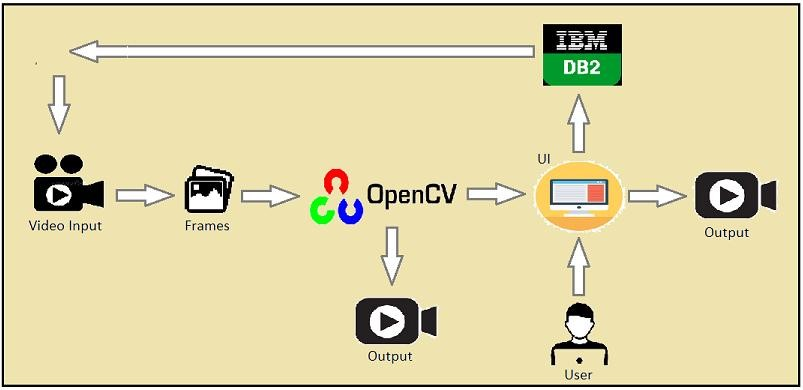 IBM
DB2
UI
OpenCV
Video Input
Frames
Output
Output
User